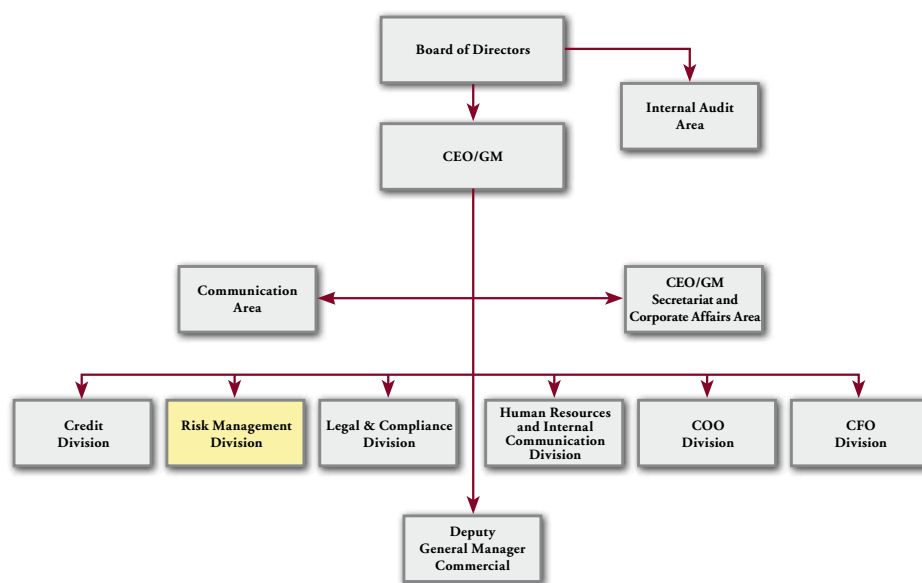 Board of Directors
Internal Audit
Area
CEO/GM
Communication
Area
CEO/GM
Secretariat and
Corporate Affairs Area
Credit
Division
Risk Management
Division
Legal & Compliance
Division
Human Resources
and Internal
Communication
Division
COO
Division
CFO
Division
Deputy
General Manager
Commercial